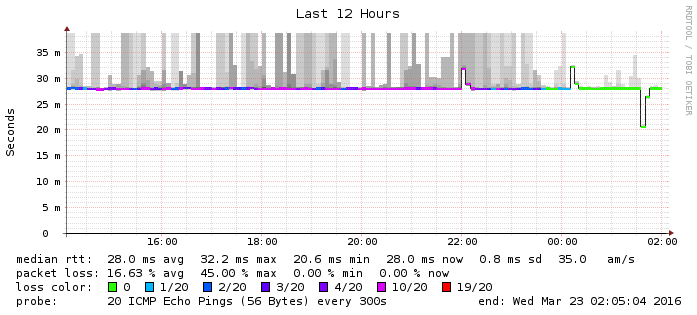 Last 12 Hours
RRDTOOL / TOBI OETIKER
Seconds
35 m
30 m
25 m
20 m
15 m
10 m
5 m
0
16:00 18:00 20:00 22:00 00:00 02:00
median rtt: 28.0 ms avg 32.2 ms max 20.6 ms min 28.0 ms now 0.8 ms sd 35.0 am/s
packet loss: 16.63 % avg 45.00 % max 0.00 % min 0.00 % now
loss color: 0 1/20 2/20 3/20 4/20 10/20 19/20
probe: 20 ICMP Echo Pings (56 Bytes) every 300s end: Wed Mar 23 02:05:04 2016